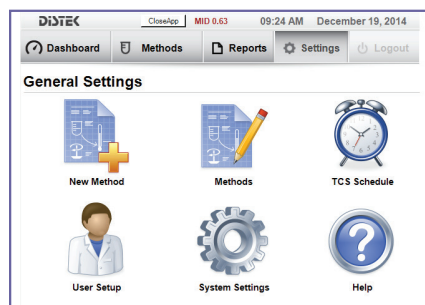 DiSTEK CloseApp MID 0.63 09:24 AM December 19, 2014
Dashboard Methods Reports Settings Logout
General Settings
New Method Methods TCS Schedule
User Setup System Settings Help